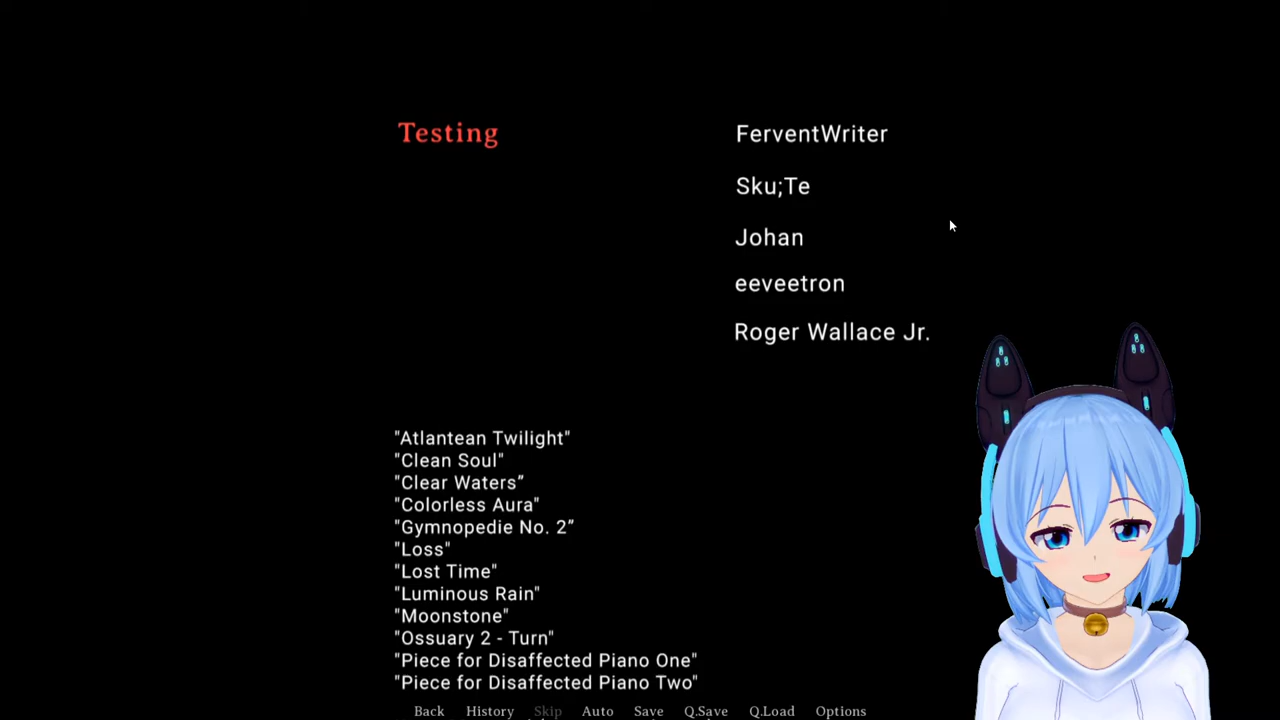 Testing
FerventWriter
Sku;Te
Johan
eeveetron
Roger Wallace Jr.
"Atlantean Twilight"
"Clean Soul"
"Clear Waters”
"Colorless Aura"
"Gymnopedie No. 2”
"Loss"
"Lost Time"
"Luminous Rain"
"Moonstone"
"Ossuary 2 - Turn"
"Piece for Disaffected Piano One"
"Piece for Disaffected Piano Two"
Back History Skip Auto Save Q.Save Q.Load Options